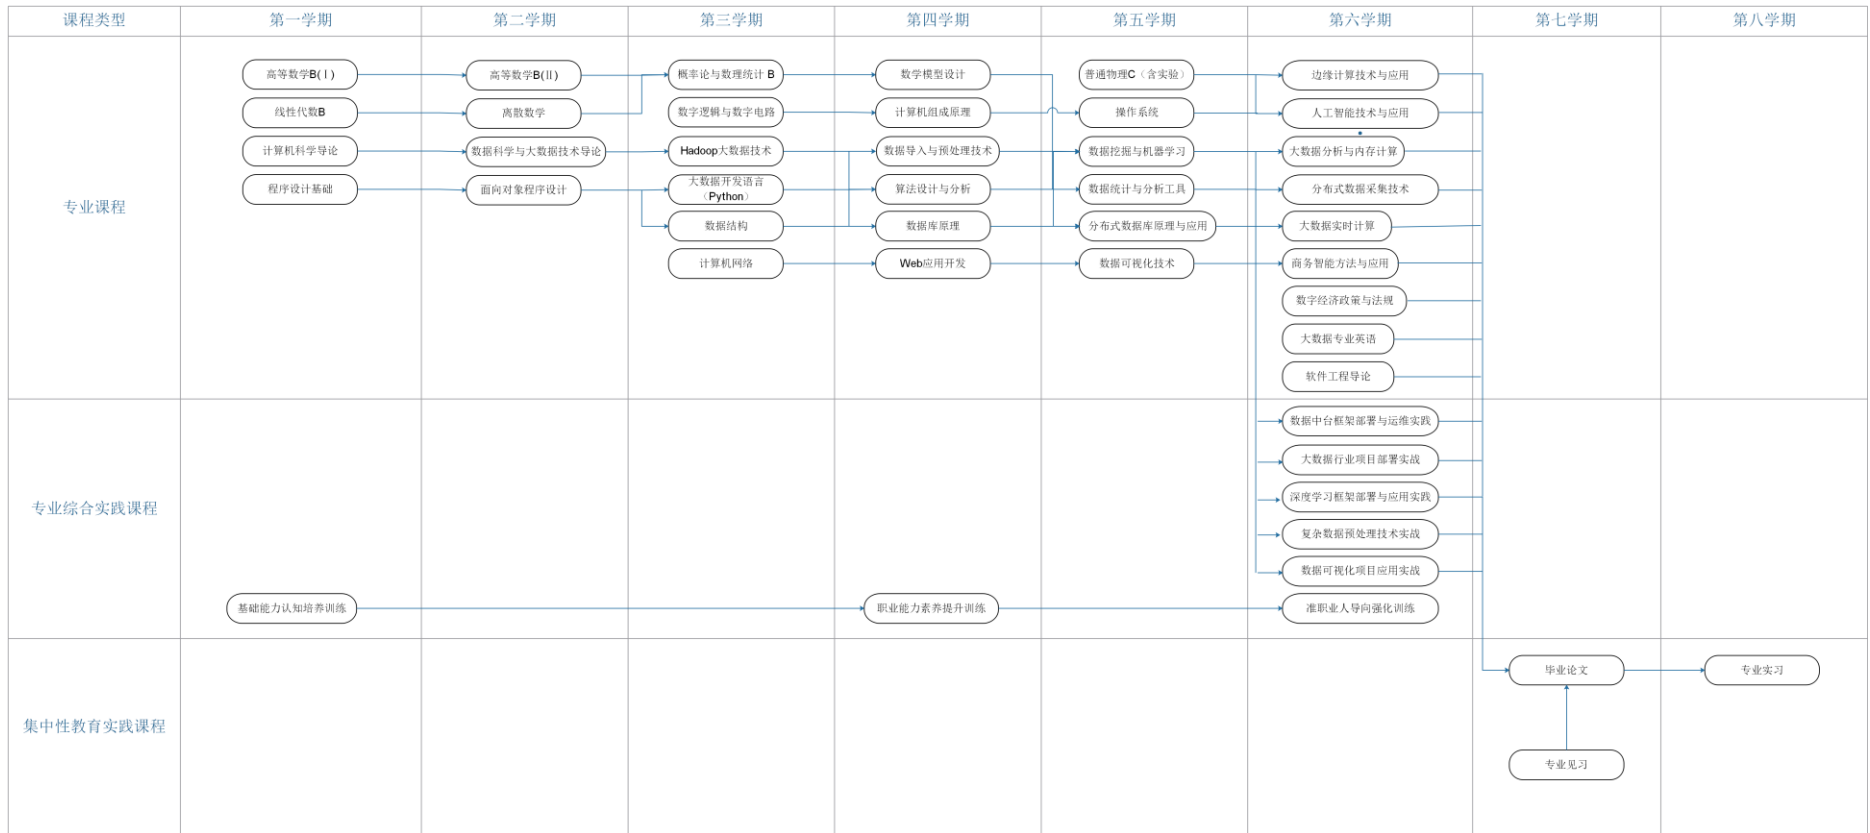 课程类型
第一学期
第二学期
第三学期
第四学期
第五学期
第六学期
第七学期
第八学期
专业课程
高等数学B(Ⅰ)
高等数学B(Ⅱ)
概率论与数理统计 B
数学模型设计
普通物理C（含实验）
边缘计算技术与应用
线性代数B
离散数学
数字逻辑与数字电路
计算机组成原理
操作系统
人工智能技术与应用
计算机科学导论
数据科学与大数据技术导论
Hadoop大数据技术
数据导入与预处理技术
数据挖掘与机器学习
大数据分析与内存计算
程序设计基础
面向对象程序设计
大数据开发语言
（Python）
算法设计与分析
数据统计与分析工具
分布式数据采集技术
数据结构
数据库原理
分布式数据库原理与应用
大数据实时计算
计算机网络
Web应用开发
数据可视化技术
商务智能方法与应用
数字经济政策与法规
大数据专业英语
软件工程导论
专业综合实践课程
数据中台框架部署与运维实践
大数据行业项目部署实战
深度学习框架部署与应用实践
复杂数据预处理技术实战
数据可视化项目应用实战
基础能力认知培养训练
职业能力素养提升训练
准职业人导向强化训练
集中性教育实践课程
毕业论文
专业实习
专业见习